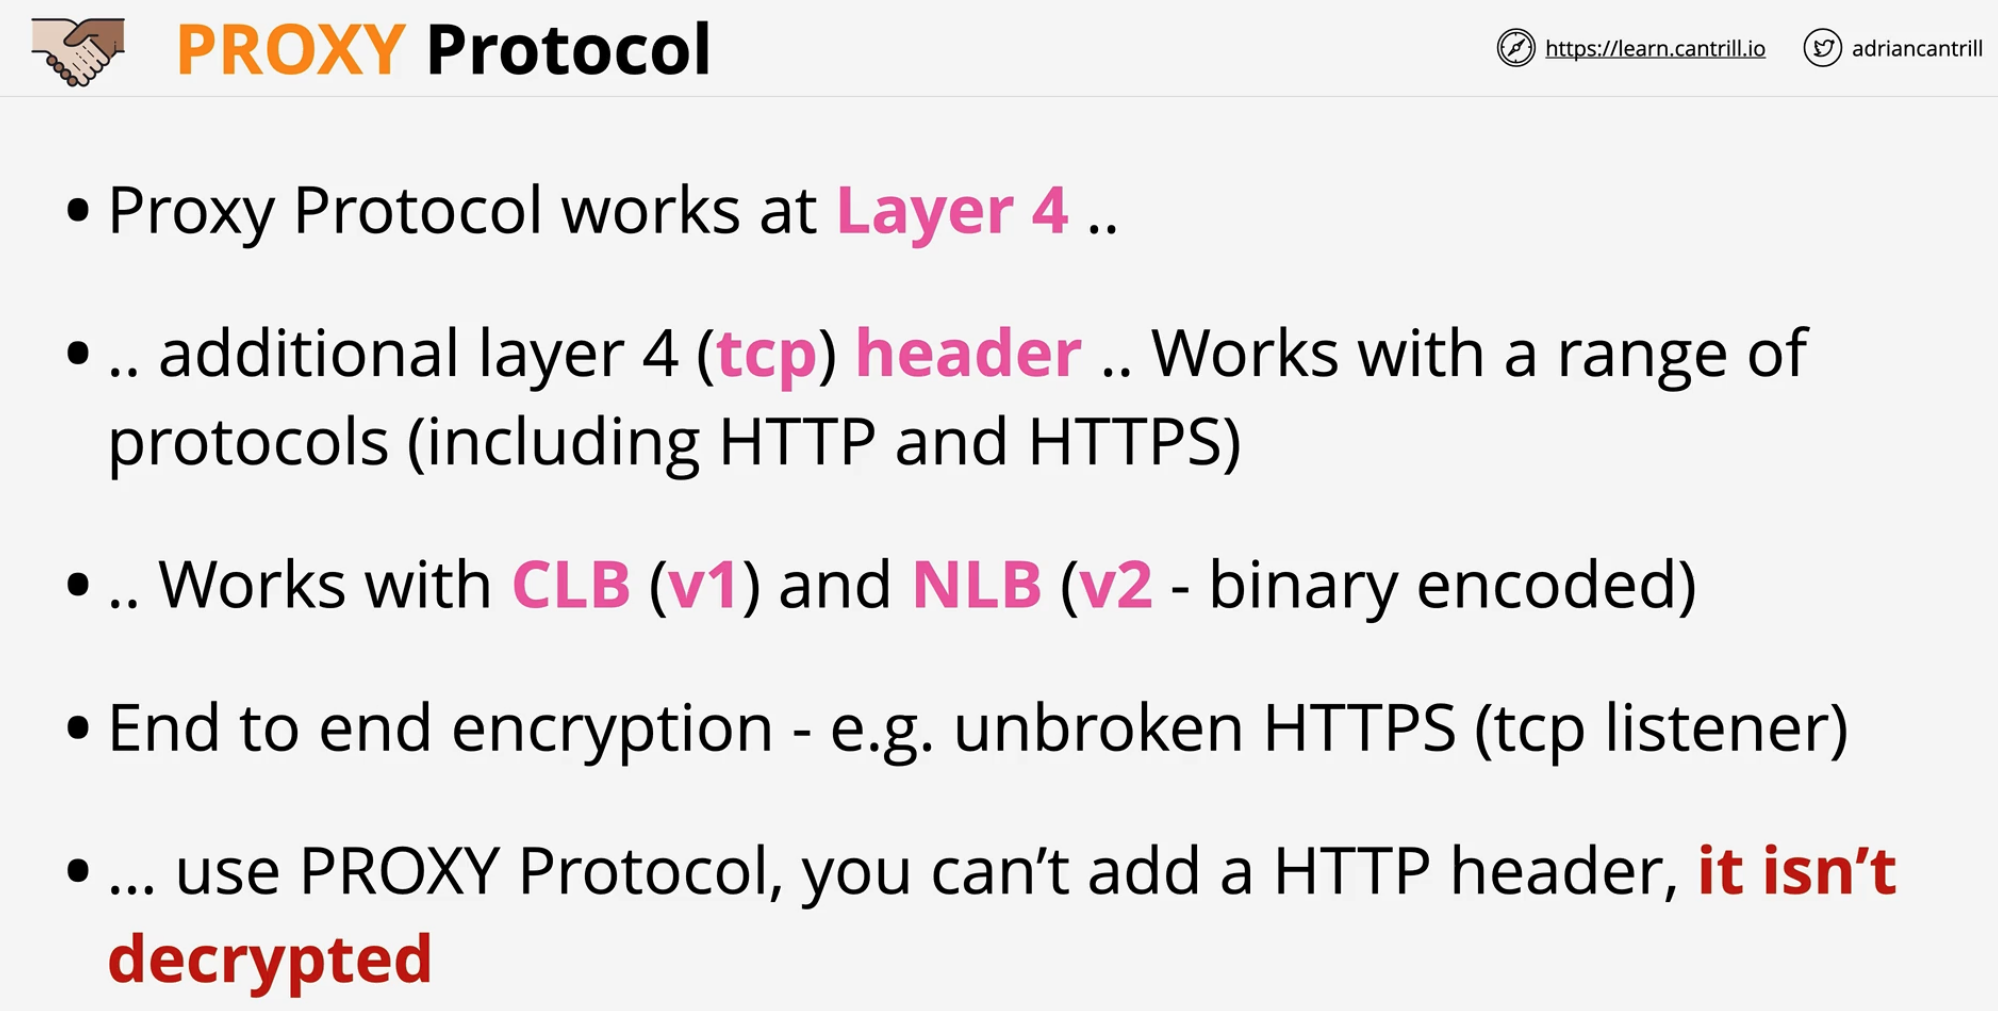 PROXY Protocol
https://learn.cantrill.io
adriancantrill
• Proxy Protocol works at Layer 4 ..
• .. additional layer 4 (tcp) header .. Works with a range of
protocols (including HTTP and HTTPS)
• .. Works with CLB (v1) and NLB (v2 - binary encoded)
• End to end encryption - e.g. unbroken HTTPS (tcp listener)
• ... use PROXY Protocol, you can’t add a HTTP header, it isn’t
decrypted